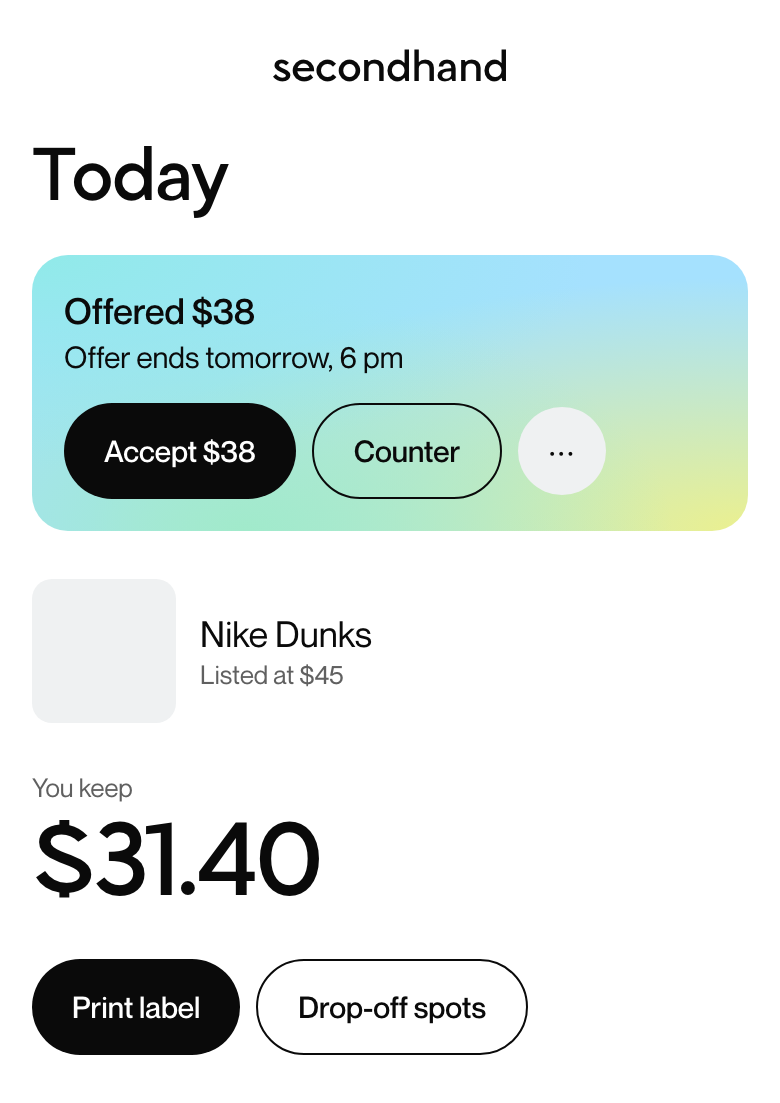 secondhand
Today
Offered $38
Offer ends tomorrow, 6 pm
Accept $38
Counter
...
Nike Dunks
Listed at $45
You keep
$31.40
Print label
Drop-off spots